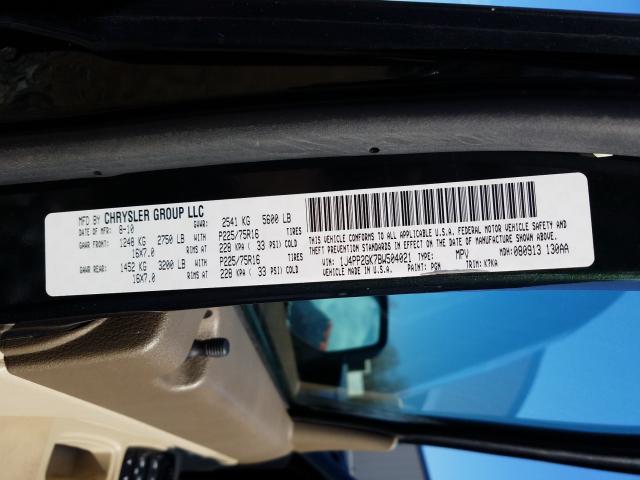 MFD BY CHRYSLER GROUP LLC
DATE OF MFR: 8-10 GVWR: 2541 KG 5600 LB
GAWR FRONT: 1248 KG 2750 LB WITH P225/75R16 TIRES
16X7.0 RIMS AT 228 KPA ( 33 PSI) COLD
GAWR REAR: 1452 KG 3200 LB WITH P225/75R16 TIRES
16X7.0 RIMS AT 228 KPA ( 33 PSI) COLD
THIS VEHICLE CONFORMS TO ALL APPLICABLE U.S.A. FEDERAL MOTOR VEHICLE SAFETY AND
THEFT PREVENTION STANDARDS IN EFFECT ON THE DATE OF MANUFACTURE SHOWN ABOVE.
VEHICLE MADE IN U.S.A. PAINT: PGN TRIM: K7KA
VIN: 1J4PP2GK7BW504021 TYPE: MPV MDH: 080913 130AA